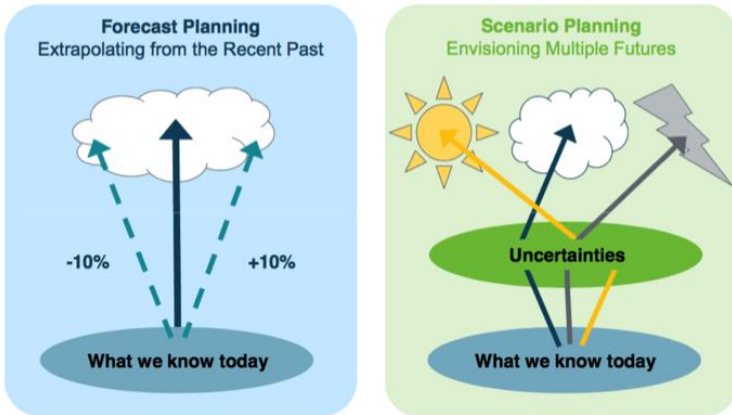 Forecast Planning
Extrapolating from the Recent Past
-10%
+10%
What we know today
Scenario Planning
Envisioning Multiple Futures
Uncertainties
What we know today